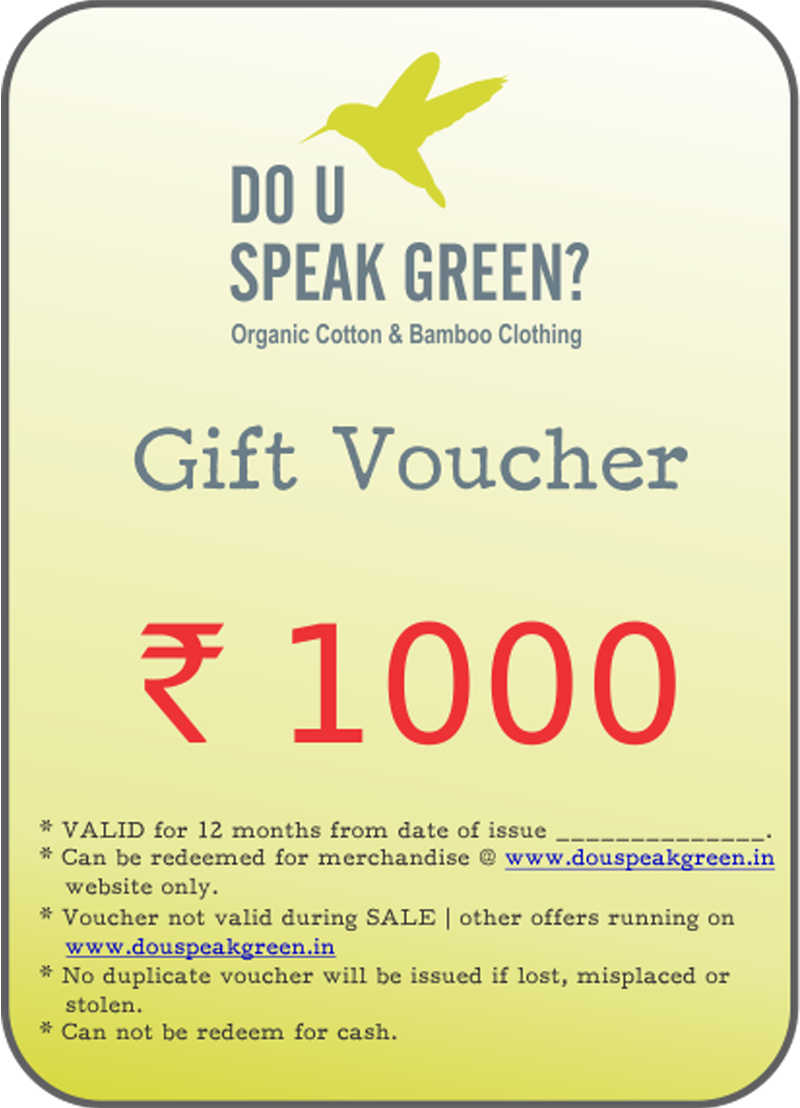 DO U
SPEAK GREEN?
Organic Cotton & Bamboo Clothing
Gift Voucher
₹ 1000
* VALID for 12 months from date of issue ______________.
* Can be redeemed for merchandise @ www.douspeakgreen.in
website only.
* Voucher not valid during SALE | other offers running on
www.douspeakgreen.in
* No duplicate voucher will be issued if lost, misplaced or
stolen.
* Can not be redeem for cash.